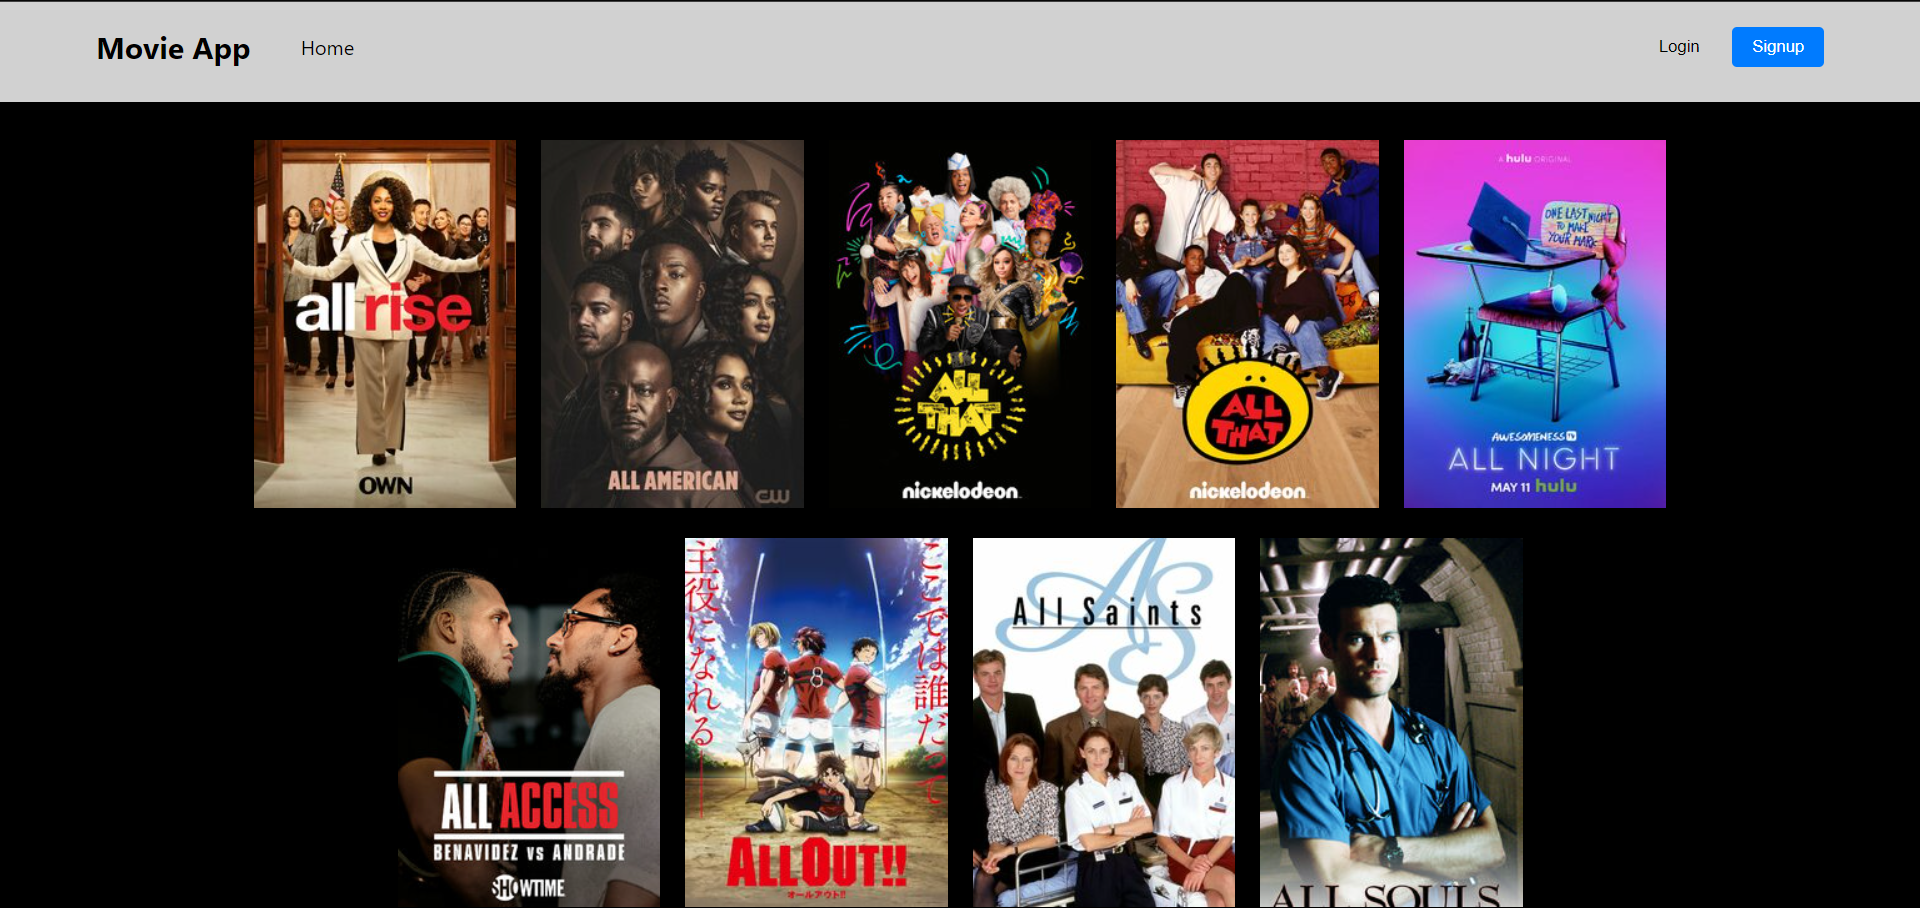 Movie App
Home
Login
Signup
all rise
OWN
ALL AMERICAN
CW
ALL
THAT
nickelodeon
ALL
THAT
nickelodeon
A hulu ORIGINAL
ONE LAST NIGHT
TO MAKE
YOUR MARK
AWESOMENESS TV
ALL NIGHT
MAY 11 hulu
ALL ACCESS
BENAVIDEZ VS ANDRADE
SHOWTIME
ここでは誰だって
主役になれる
8
ALL OUT!!
オールアウト!!
AS
All Saints
ALL SOULS